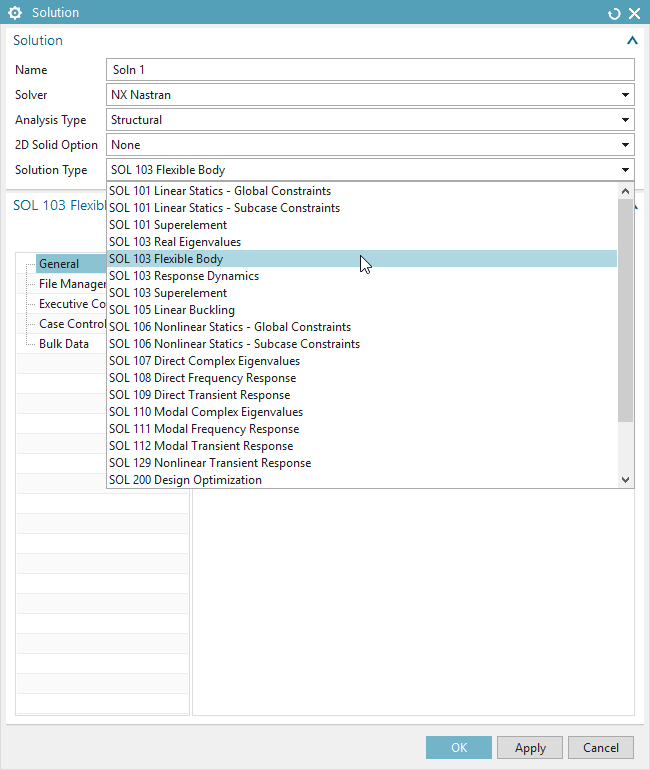 Solution
Solution
Name Soln 1
Solver NX Nastran
Analysis Type Structural
2D Solid Option None
Solution Type SOL 103 Flexible Body
SOL 101 Linear Statics - Global Constraints
SOL 101 Linear Statics - Subcase Constraints
SOL 101 Superelement
SOL 103 Real Eigenvalues
SOL 103 Flexible Body
SOL 103 Response Dynamics
SOL 103 Superelement
SOL 105 Linear Buckling
SOL 106 Nonlinear Statics - Global Constraints
SOL 106 Nonlinear Statics - Subcase Constraints
SOL 107 Direct Complex Eigenvalues
SOL 108 Direct Frequency Response
SOL 109 Direct Transient Response
SOL 110 Modal Complex Eigenvalues
SOL 111 Modal Frequency Response
SOL 112 Modal Transient Response
SOL 129 Nonlinear Transient Response
SOL 200 Design Optimization
SOL 103 Flexibl
General
File Manager
Executive Co
Case Control
Bulk Data
OK Apply Cancel